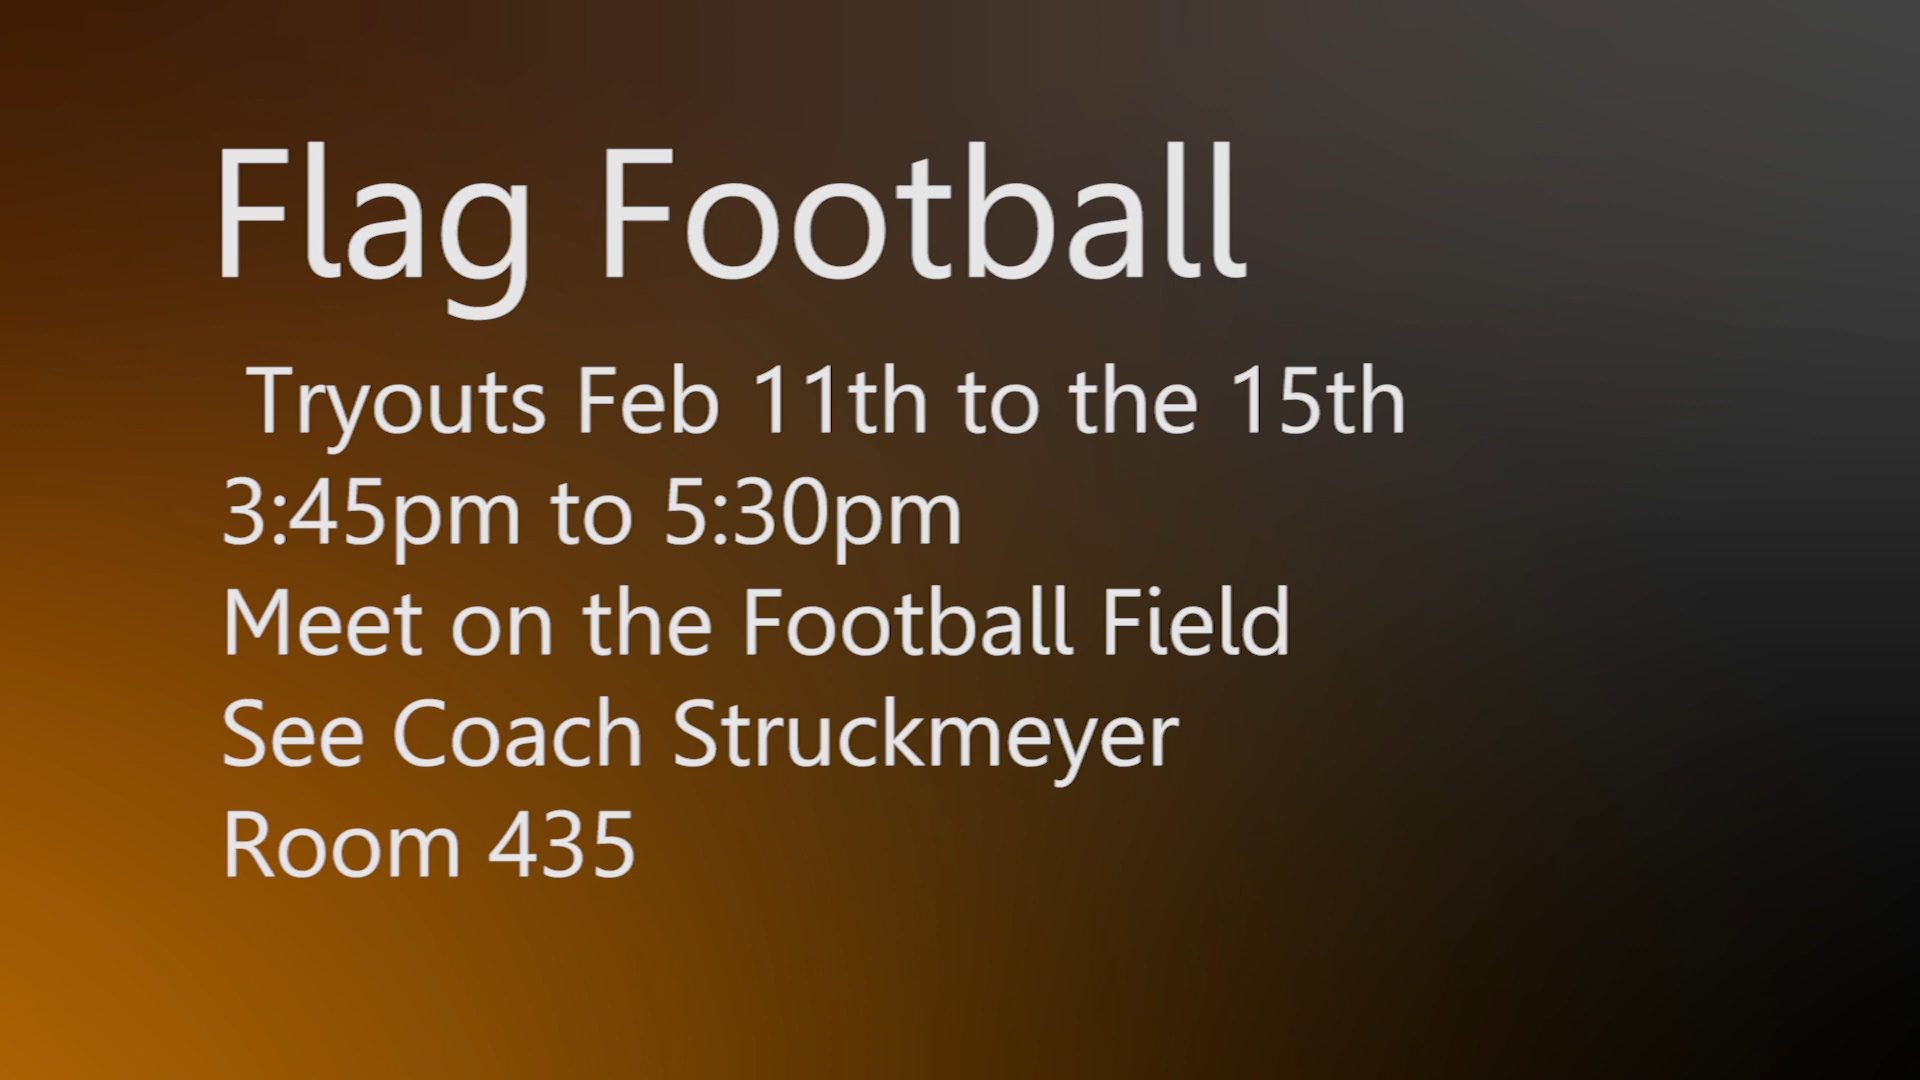 Flag Football
Tryouts Feb 11th to the 15th
3:45pm to 5:30pm
Meet on the Football Field
See Coach Struckmeyer
Room 435